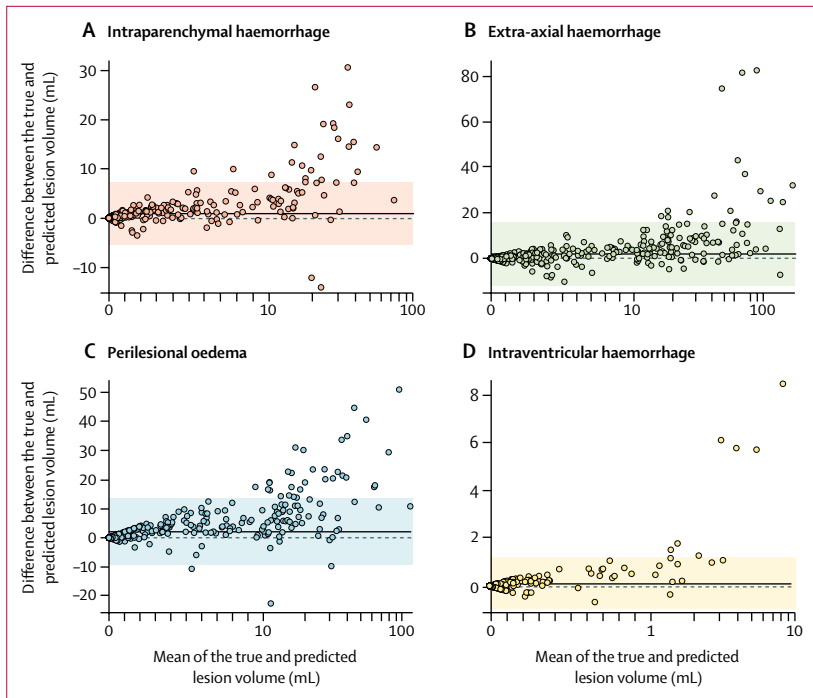 A Intraparenchymal haemorrhage
B Extra-axial haemorrhage
Difference between the true and
predicted lesion volume (mL)
30
20
10
0
−10
0
10
100
80
60
40
20
0
0
10
100
C Perilesional oedema
D Intraventricular haemorrhage
Difference between the true and
predicted lesion volume (mL)
50
40
30
20
10
0
−10
−20
0
10
100
Mean of the true and predicted
lesion volume (mL)
8
6
4
2
0
0
1
10
Mean of the true and predicted
lesion volume (mL)